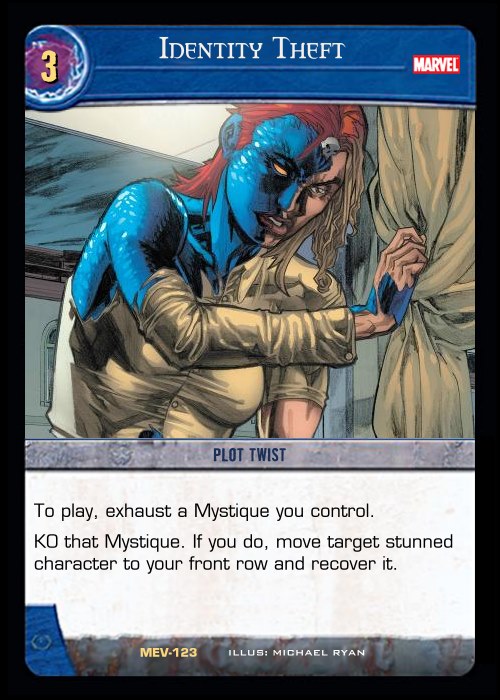 3
IDENTITY THEFT
MARVEL
PLOT TWIST
To play, exhaust a Mystique you control.
KO that Mystique. If you do, move target stunned
character to your front row and recover it.
MEV-123 ILLUS: MICHAEL RYAN